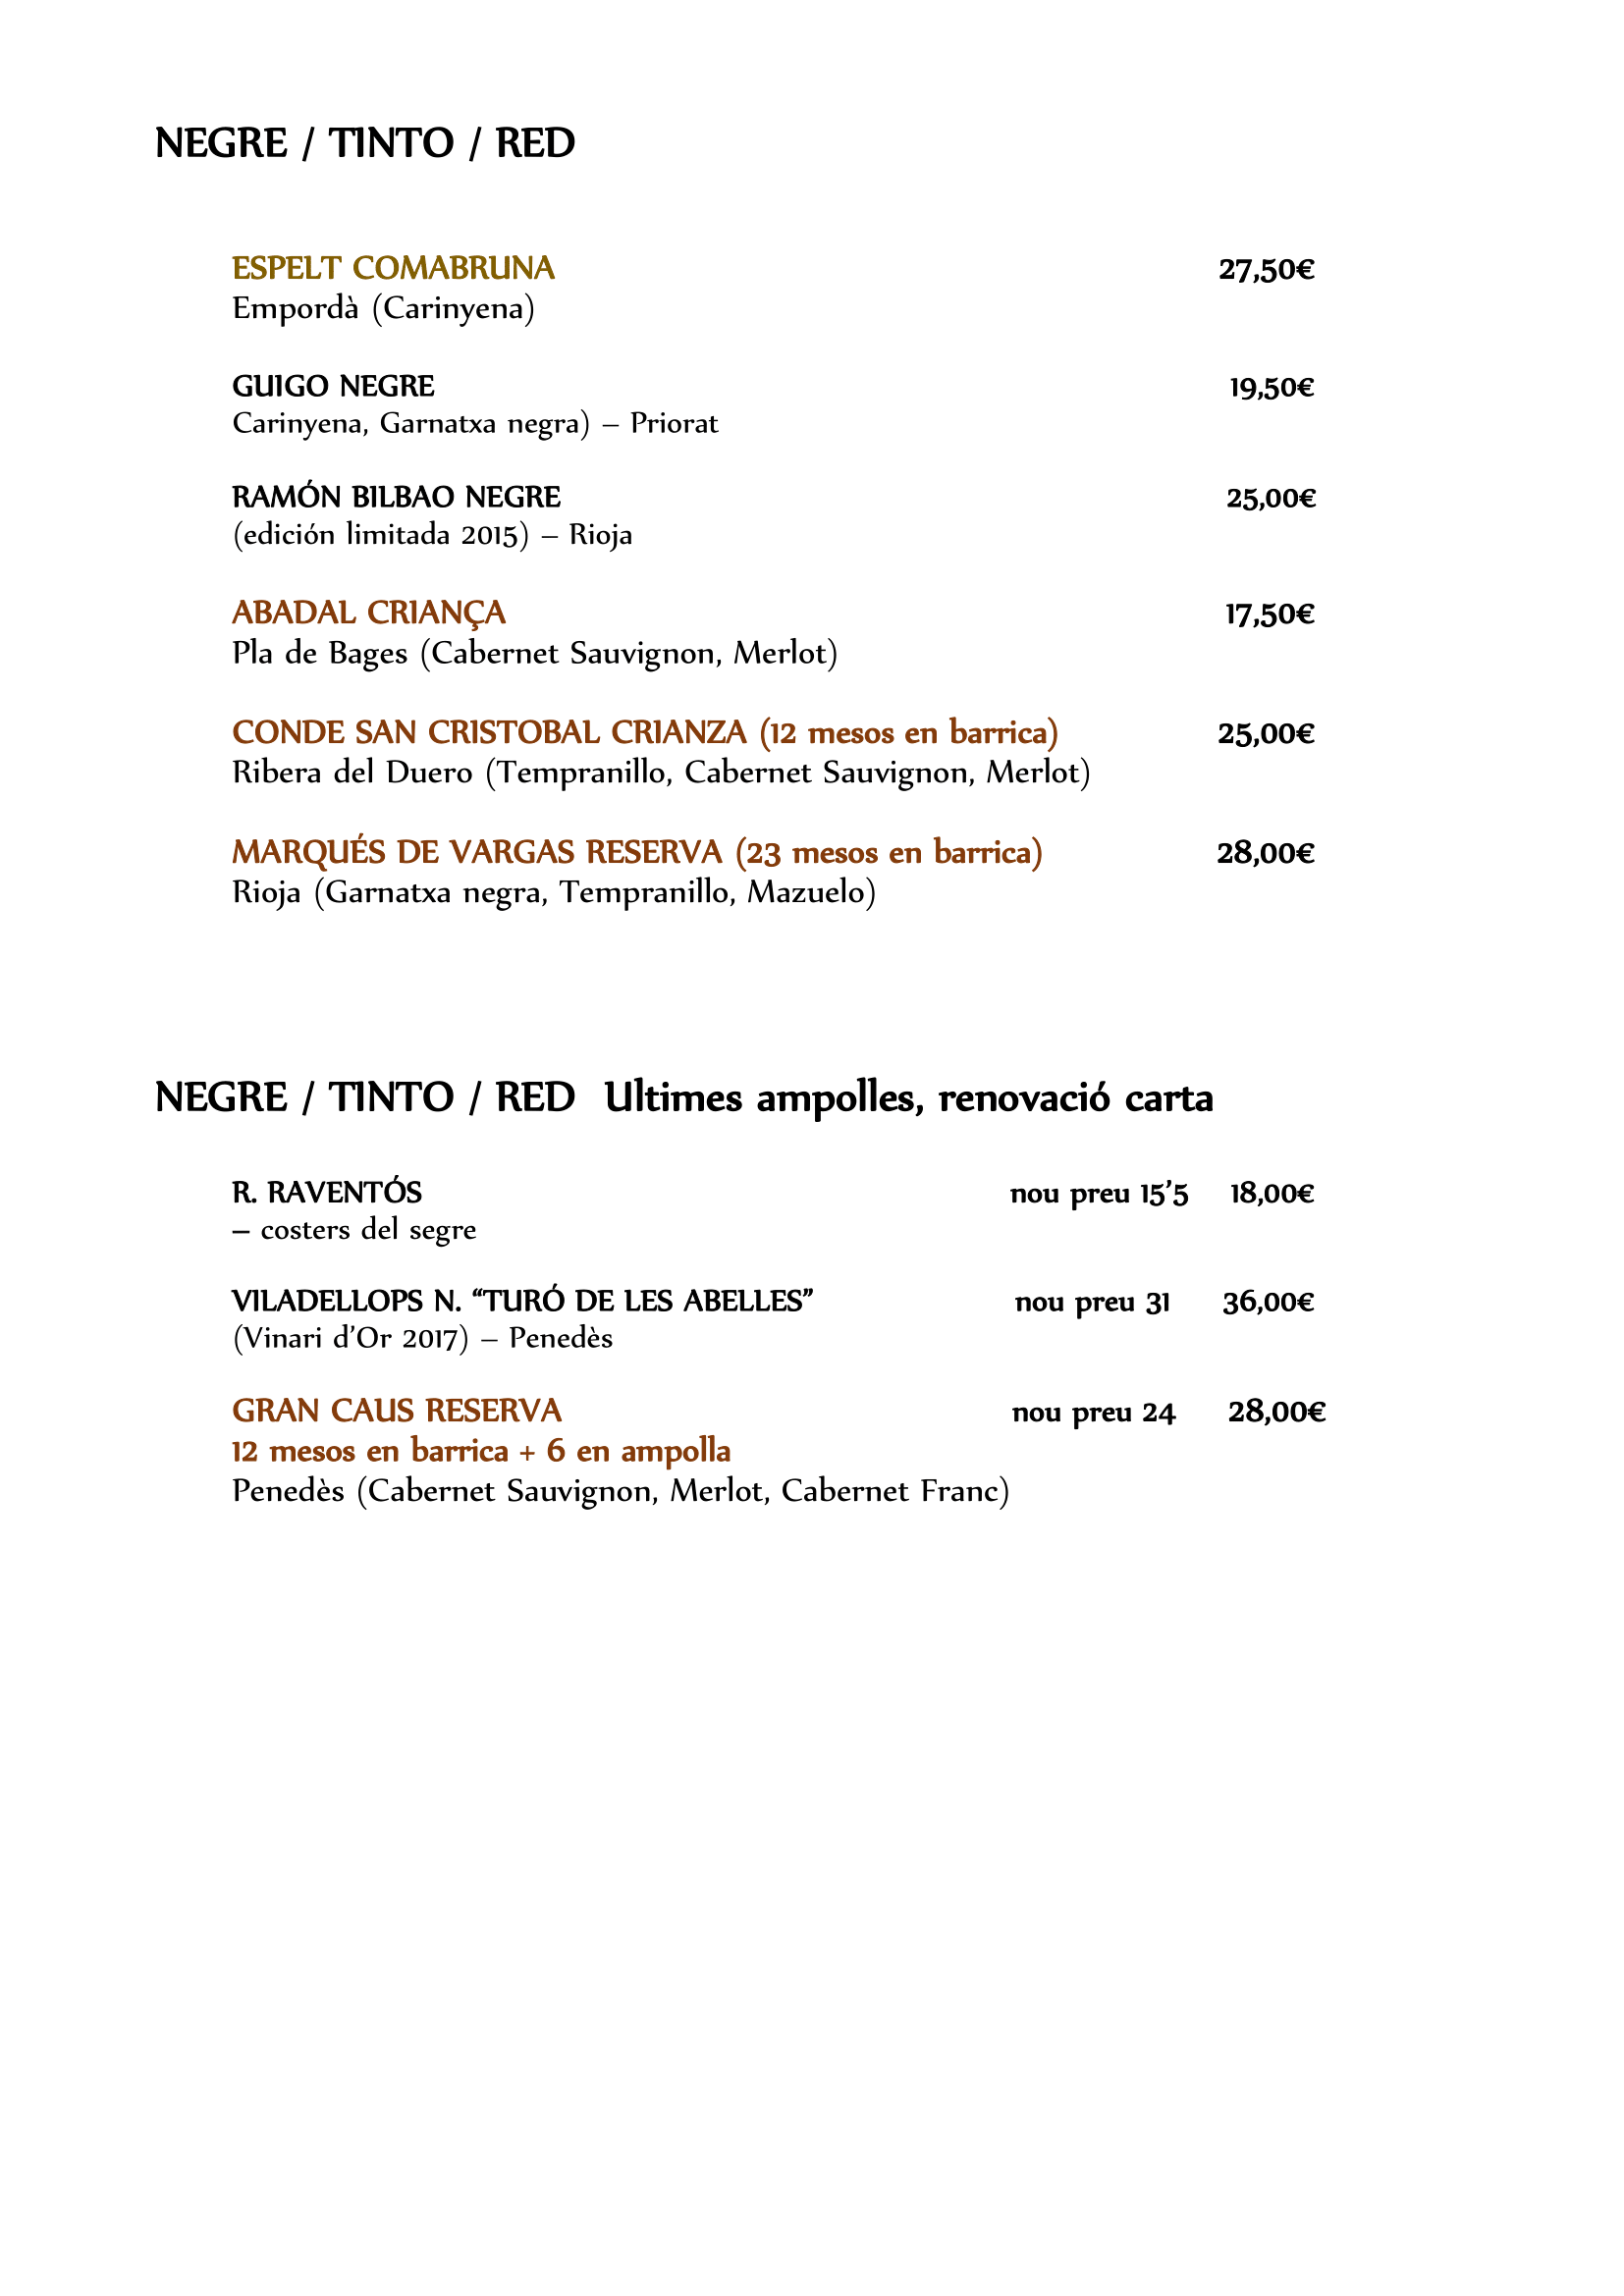 NEGRE / TINTO / RED
ESPELT COMABRUNA 27,50€
Empordà (Carinyena)
GUIGO NEGRE 19,50€
Carinyena, Garnatxa negra) – Priorat
RAMÓN BILBAO NEGRE 25,00€
(edición limitada 2015) – Rioja
ABADAL CRIANÇA 17,50€
Pla de Bages (Cabernet Sauvignon, Merlot)
CONDE SAN CRISTOBAL CRIANZA (12 mesos en barrica) 25,00€
Ribera del Duero (Tempranillo, Cabernet Sauvignon, Merlot)
MARQUÉS DE VARGAS RESERVA (23 mesos en barrica) 28,00€
Rioja (Garnatxa negra, Tempranillo, Mazuelo)
NEGRE / TINTO / RED Ultimes ampolles, renovació carta
R. RAVENTÓS nou preu 15’5 18,00€
– costers del segre
VILADELLOPS N. “TURÓ DE LES ABELLES” nou preu 31 36,00€
(Vinari d’Or 2017) – Penedès
GRAN CAUS RESERVA nou preu 24 28,00€
12 mesos en barrica + 6 en ampolla
Penedès (Cabernet Sauvignon, Merlot, Cabernet Franc)